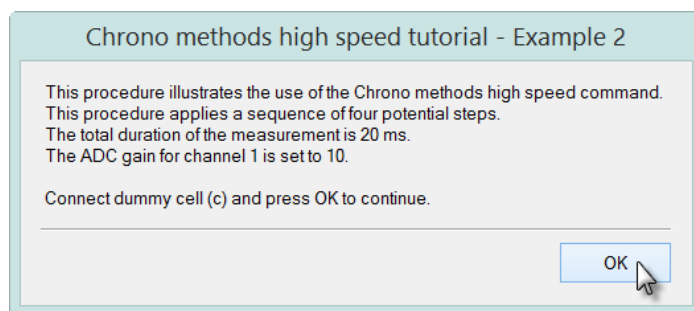 Chrono methods high speed tutorial - Example 2
This procedure illustrates the use of the Chrono methods high speed command.
This procedure applies a sequence of four potential steps.
The total duration of the measurement is 20 ms.
The ADC gain for channel 1 is set to 10.
Connect dummy cell (c) and press OK to continue.
OK